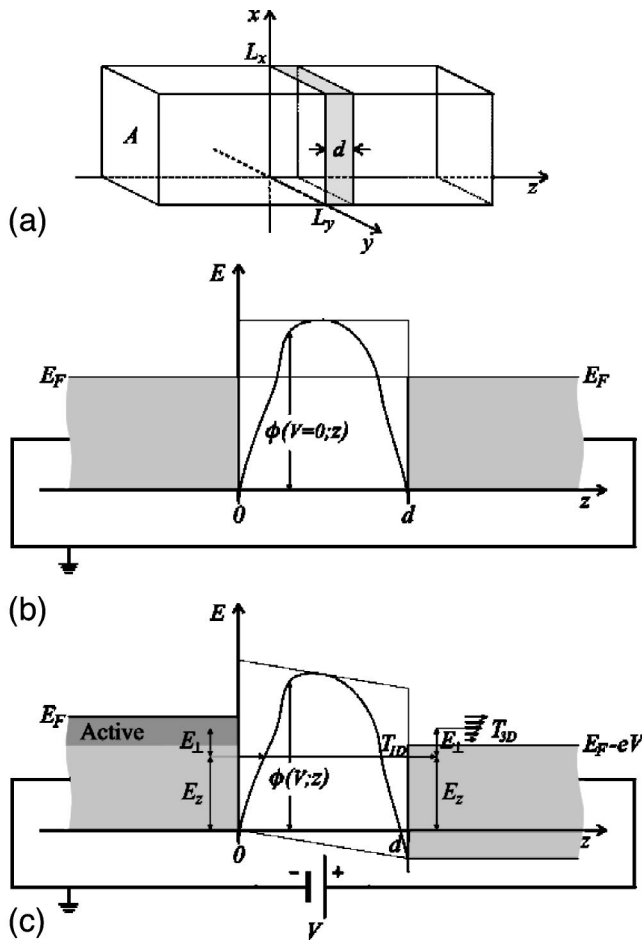 x
L_x
A
d
z
L_y
y
(a)
E
E_F
E_F
ϕ(V=0;z)
0
d
z
(b)
E
E_F
Active
E_⊥
T_1D
E_⊥
T_3D
E_F-eV
E_z
ϕ(V;z)
E_z
0
d
z
- +
V
(c)